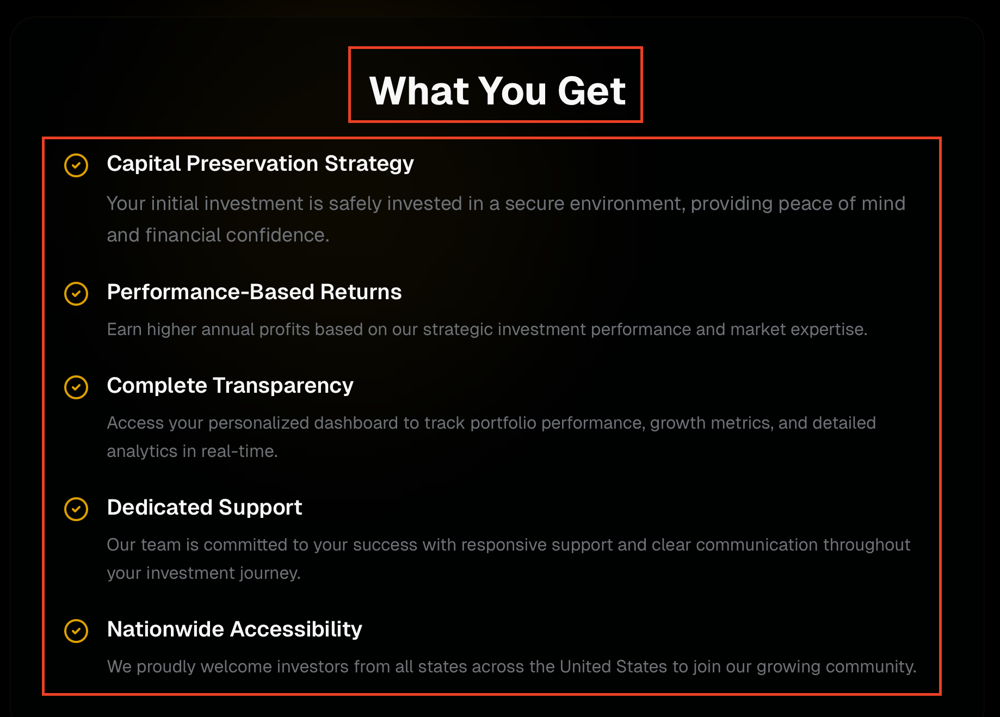 What You Get
Capital Preservation Strategy
Your initial investment is safely invested in a secure environment, providing peace of mind
and financial confidence.
Performance-Based Returns
Earn higher annual profits based on our strategic investment performance and market expertise.
Complete Transparency
Access your personalized dashboard to track portfolio performance, growth metrics, and detailed
analytics in real-time.
Dedicated Support
Our team is committed to your success with responsive support and clear communication throughout
your investment journey.
Nationwide Accessibility
We proudly welcome investors from all states across the United States to join our growing community.